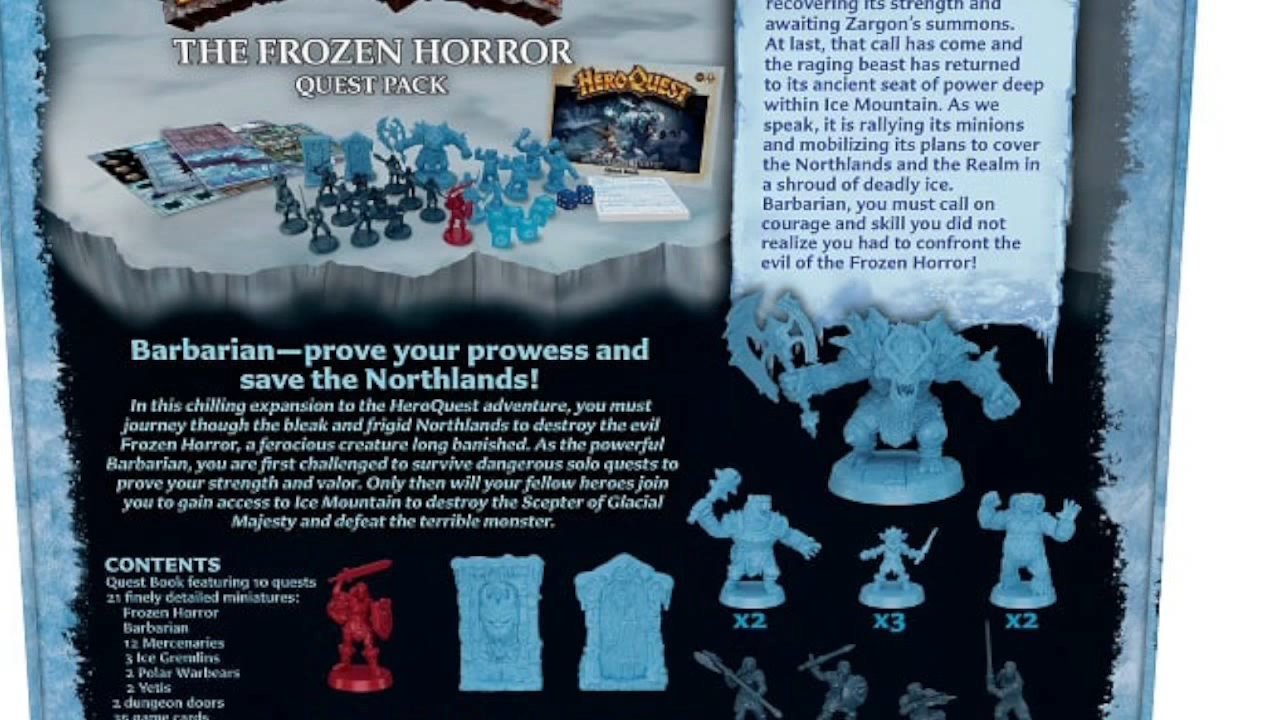 THE FROZEN HORROR
QUEST PACK
HEROQUEST
recovering its strength and
awaiting Zargon's summons.
At last, that call has come and
the raging beast has returned
to its ancient seat of power deep
within Ice Mountain. As we
speak, it is rallying its minions
and mobilizing its plans to cover
the Northlands and the Realm in
a shroud of deadly ice.
Barbarian, you must call on
courage and skill you did not
realize you had to confront the
evil of the Frozen Horror!
Barbarian—prove your prowess and
save the Northlands!
In this chilling expansion to the HeroQuest adventure, you must
journey though the bleak and frigid Northlands to destroy the evil
Frozen Horror, a ferocious creature long banished. As the powerful
Barbarian, you are first challenged to survive dangerous solo quests to
prove your strength and valor. Only then will your fellow heroes join
you to gain access to Ice Mountain to destroy the Scepter of Glacial
Majesty and defeat the terrible monster.
CONTENTS
Quest Book featuring 10 quests
21 finely detailed miniatures:
Frozen Horror
Barbarian
12 Mercenaries
3 Ice Gremlins
2 Polar Warbears
2 Yetis
2 dungeon doors
game cards
x2
x3
x2